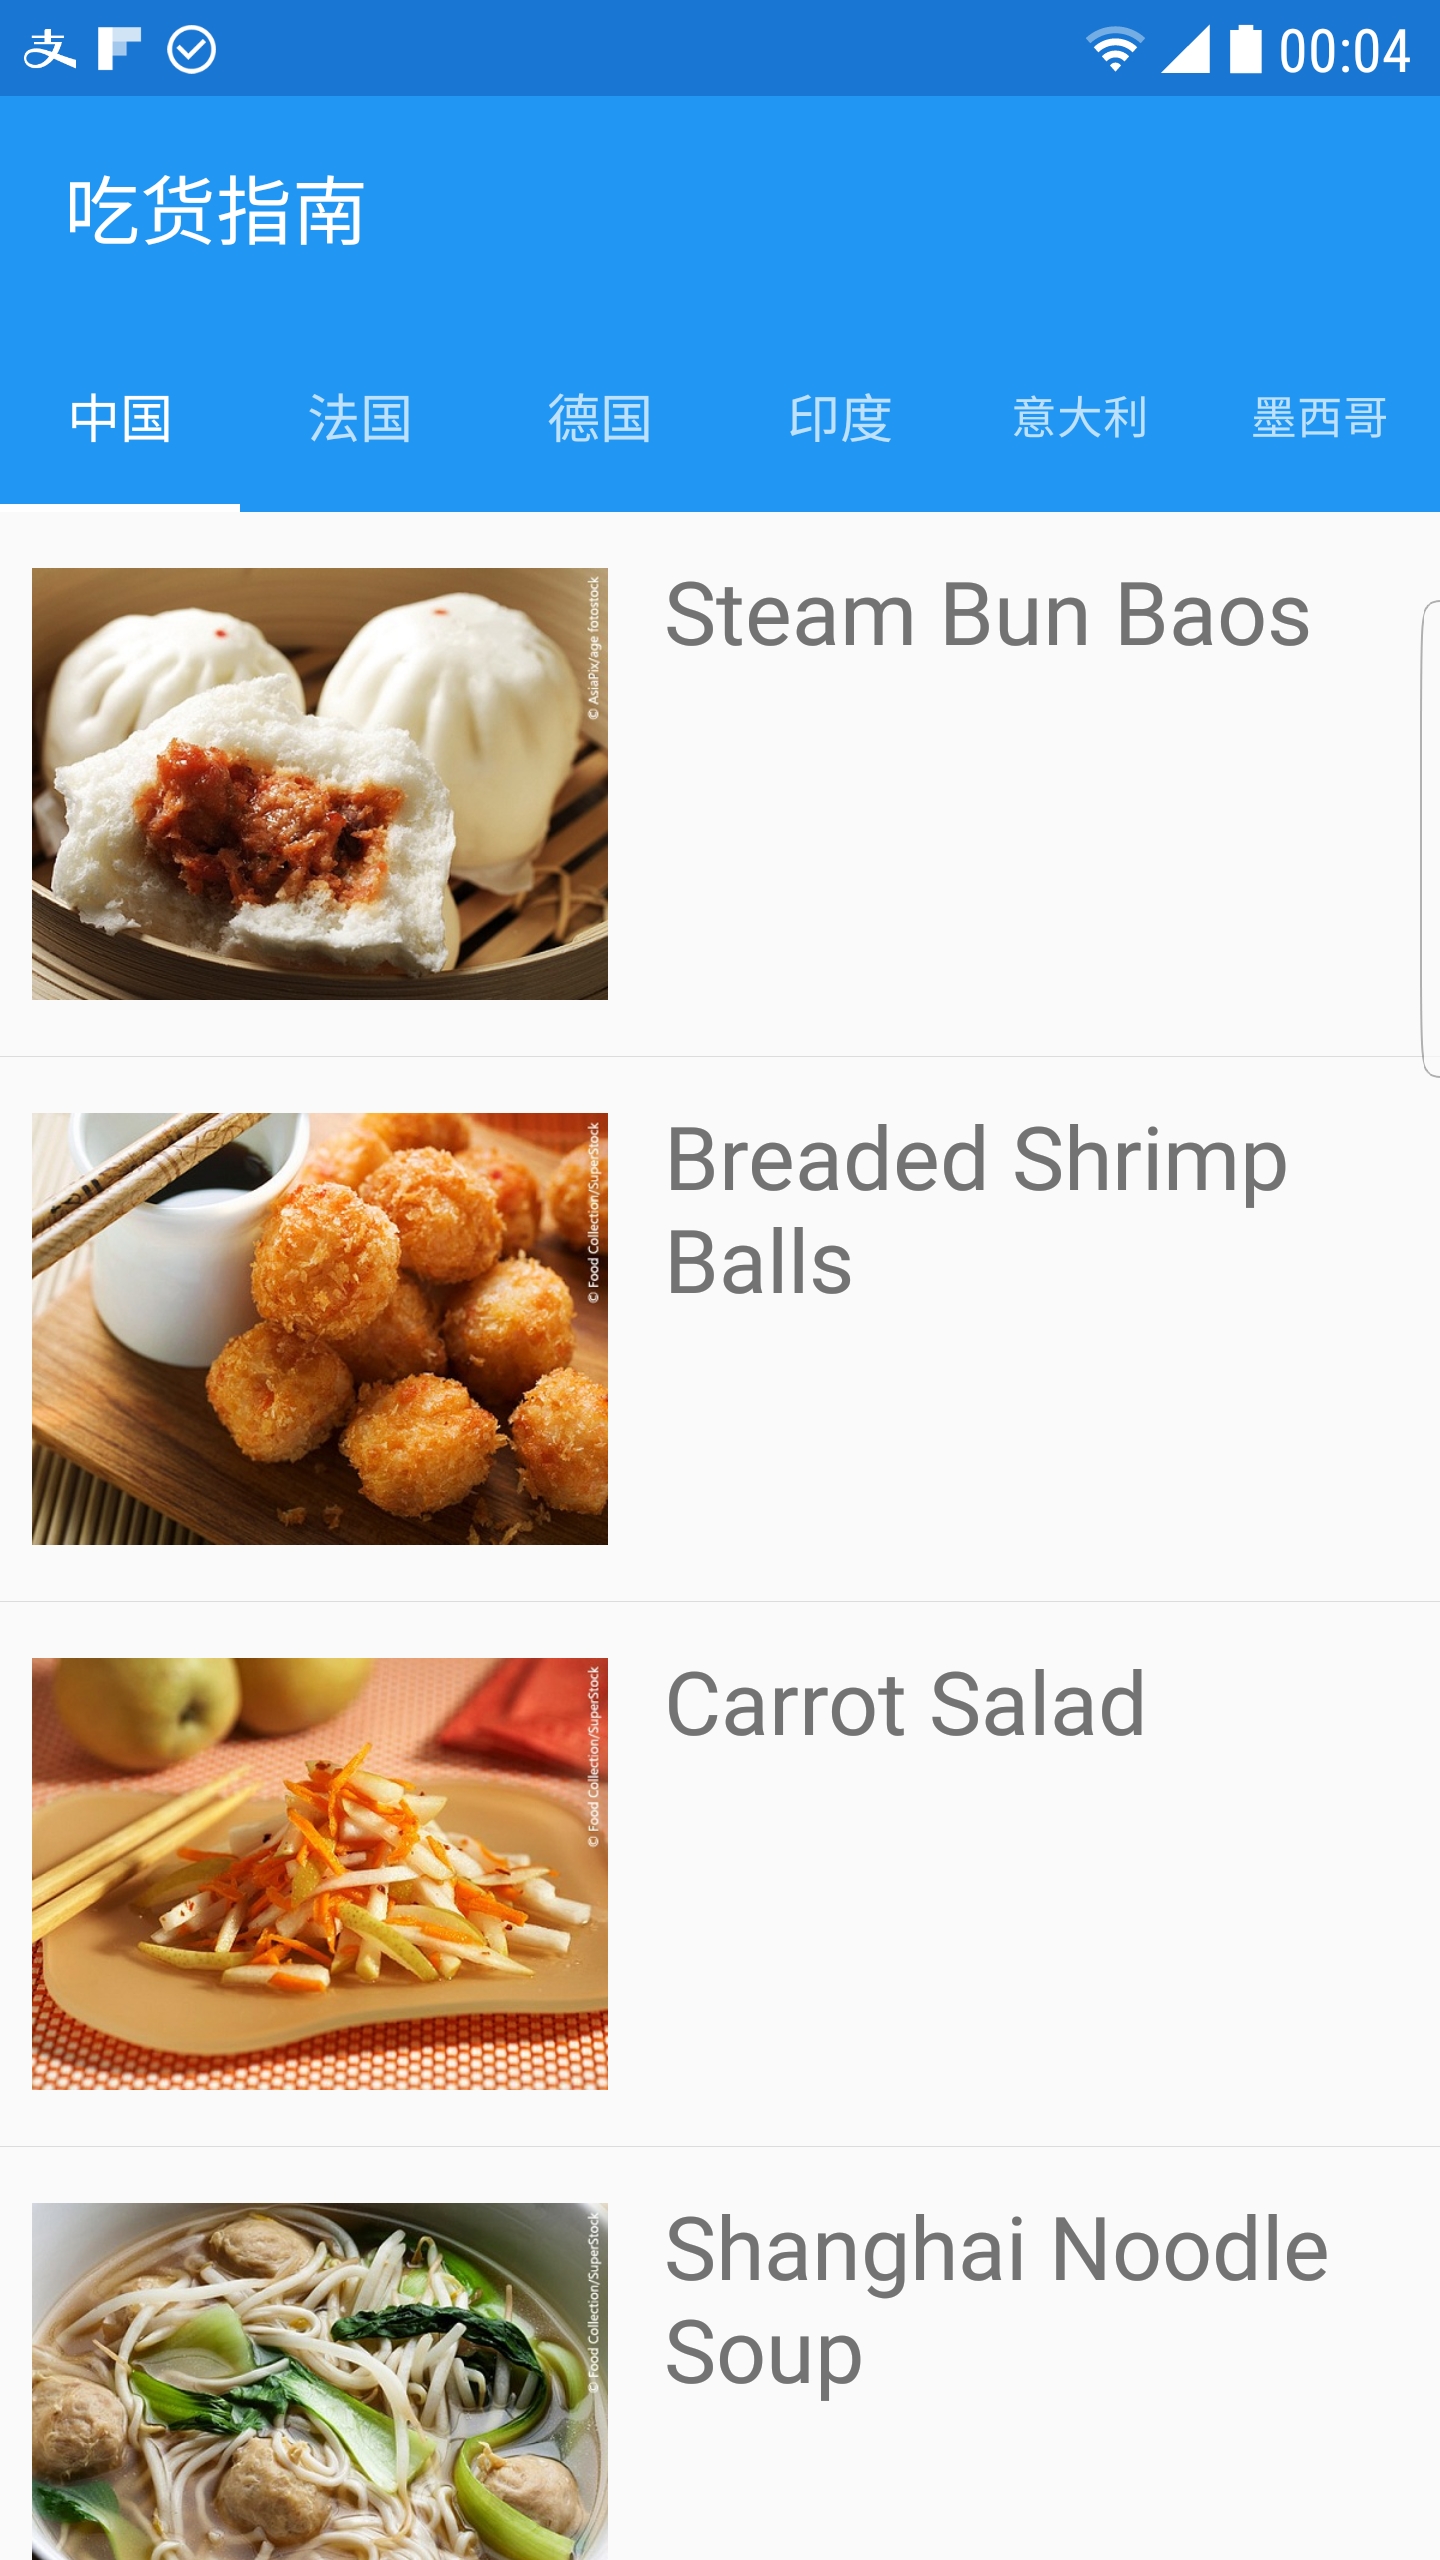 支
00:04
吃货指南
中国 法国 德国 印度 意大利 墨西哥
© AsiaPix/age fotostock
Steam Bun Baos
© Food Collection/SuperStock
Breaded Shrimp
Balls
© Food Collection/SuperStock
Carrot Salad
© Food Collection/SuperStock
Shanghai Noodle
Soup